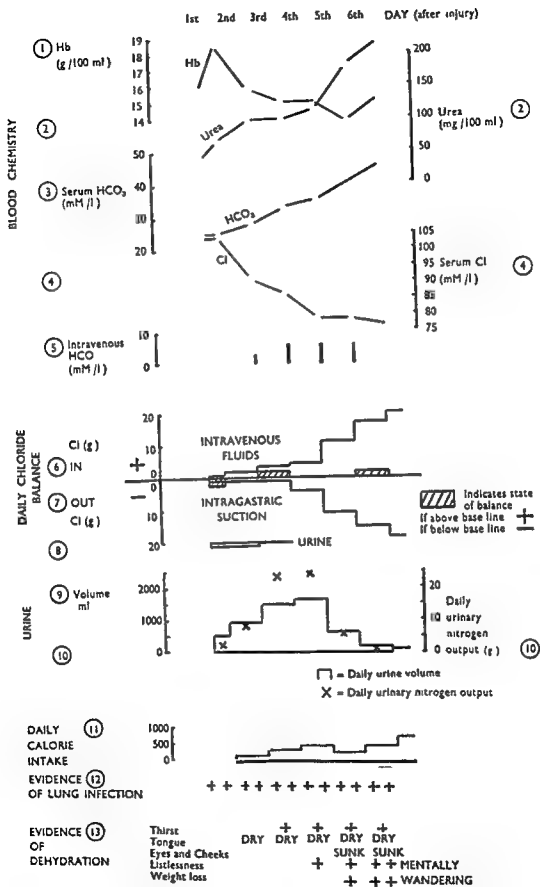 1st 2nd 3rd 4th 5th 6th DAY (after injury)
BLOOD CHEMISTRY
1 Hb
(g/100 ml)
19
18
17
16
15
14
Hb
200
150
100
50
0
Urea
(mg/100 ml)
2
2
Urea
3 Serum HCO3
(mM/l)
50
40
30
20
HCO3
Cl
105
100
95
90
85
80
75
Serum Cl
(mM/l)
4
4
5 Intravenous
HCO
(mM/l)
10
0
DAILY CHLORIDE
BALANCE
Cl (g)
6 IN
+
−
7 OUT
Cl (g)
8
20
10
0
0
10
20
INTRAVENOUS
FLUIDS
INTRAGASTRIC
SUCTION
URINE
Indicates state
of balance
If above base line +
If below base line −
URINE
9 Volume
ml
10
2000
1000
0
20
10
0
Daily
urinary
nitrogen
output (g)
10
= Daily urine volume
× = Daily urinary nitrogen output
DAILY 11
CALORIE
INTAKE
1000
500
0
EVIDENCE 12
OF LUNG INFECTION
+ + + + + + + + + + + +
EVIDENCE 13
OF
DEHYDRATION
Thirst + + + +
Tongue DRY DRY DRY DRY DRY
Eyes and Cheeks SUNK SUNK
Listlessness + + + + MENTALLY
Weight loss + + + WANDERING